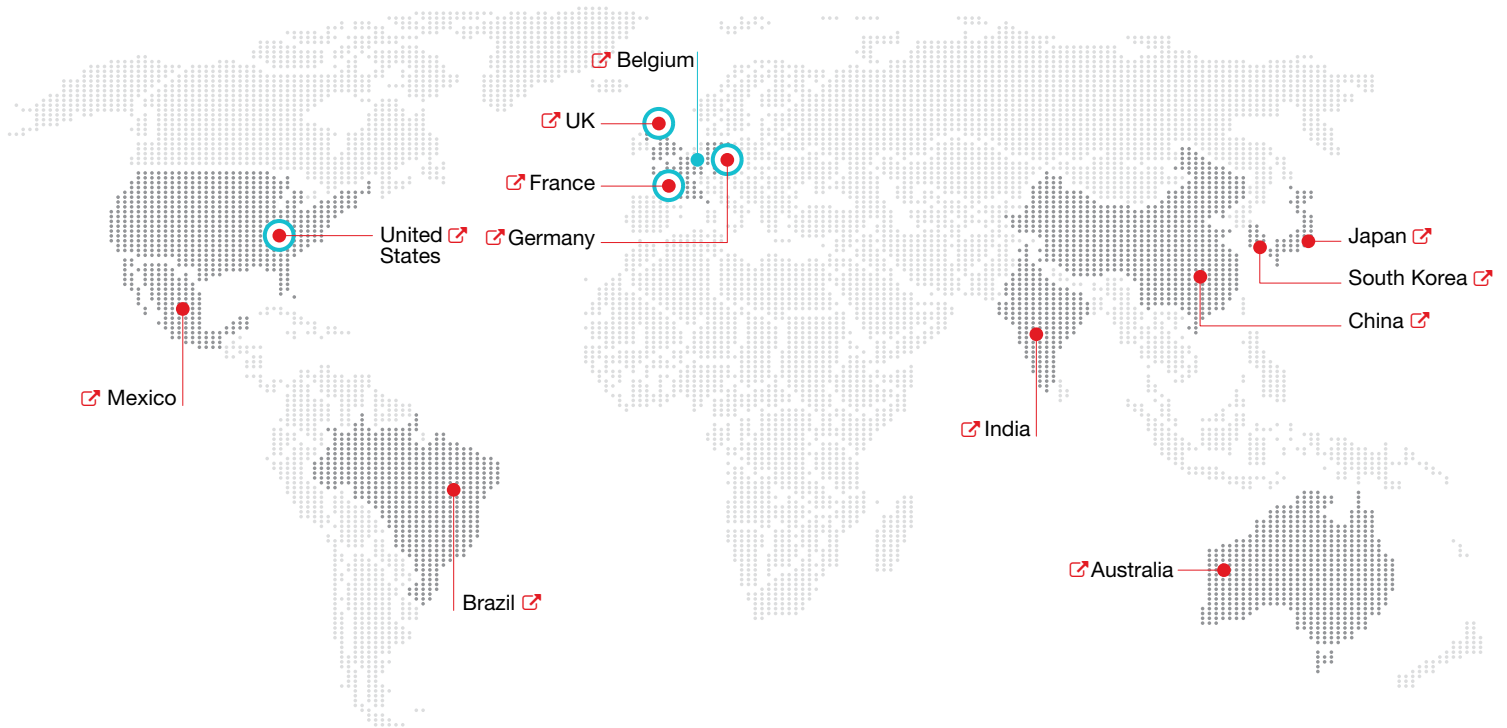 Belgium
UK
France
United
States
Germany
Japan
South Korea
China
Mexico
India
Australia
Brazil